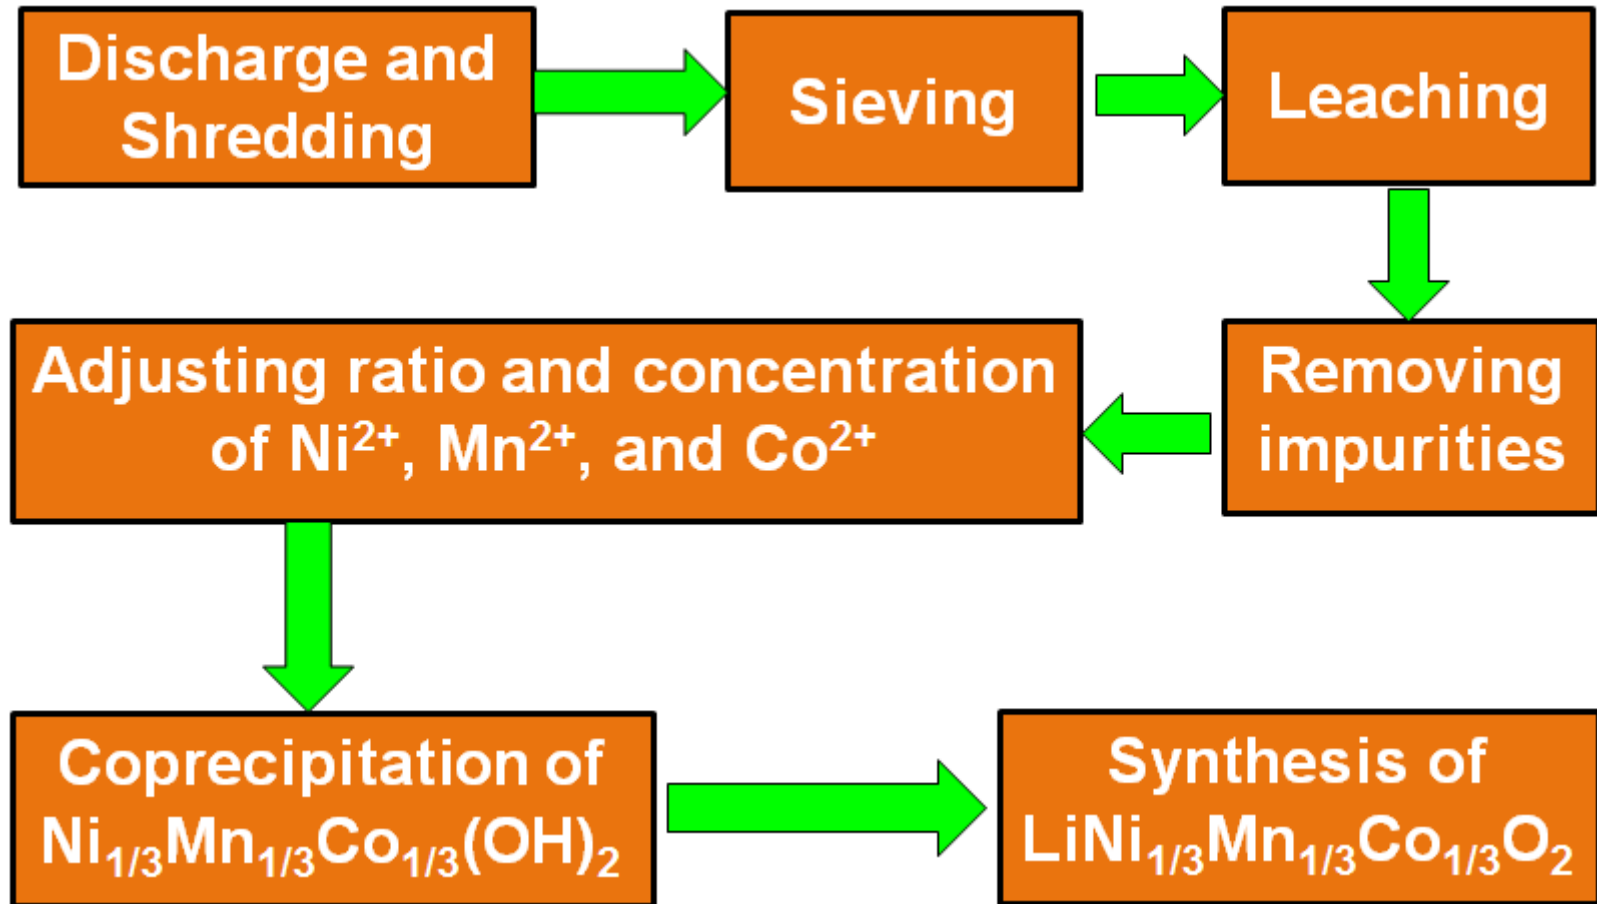 Discharge and
Shredding
Sieving
Leaching
Removing
impurities
Adjusting ratio and concentration
of Ni²⁺, Mn²⁺, and Co²⁺
Coprecipitation of
Ni₁/₃Mn₁/₃Co₁/₃(OH)₂
Synthesis of
LiNi₁/₃Mn₁/₃Co₁/₃O₂